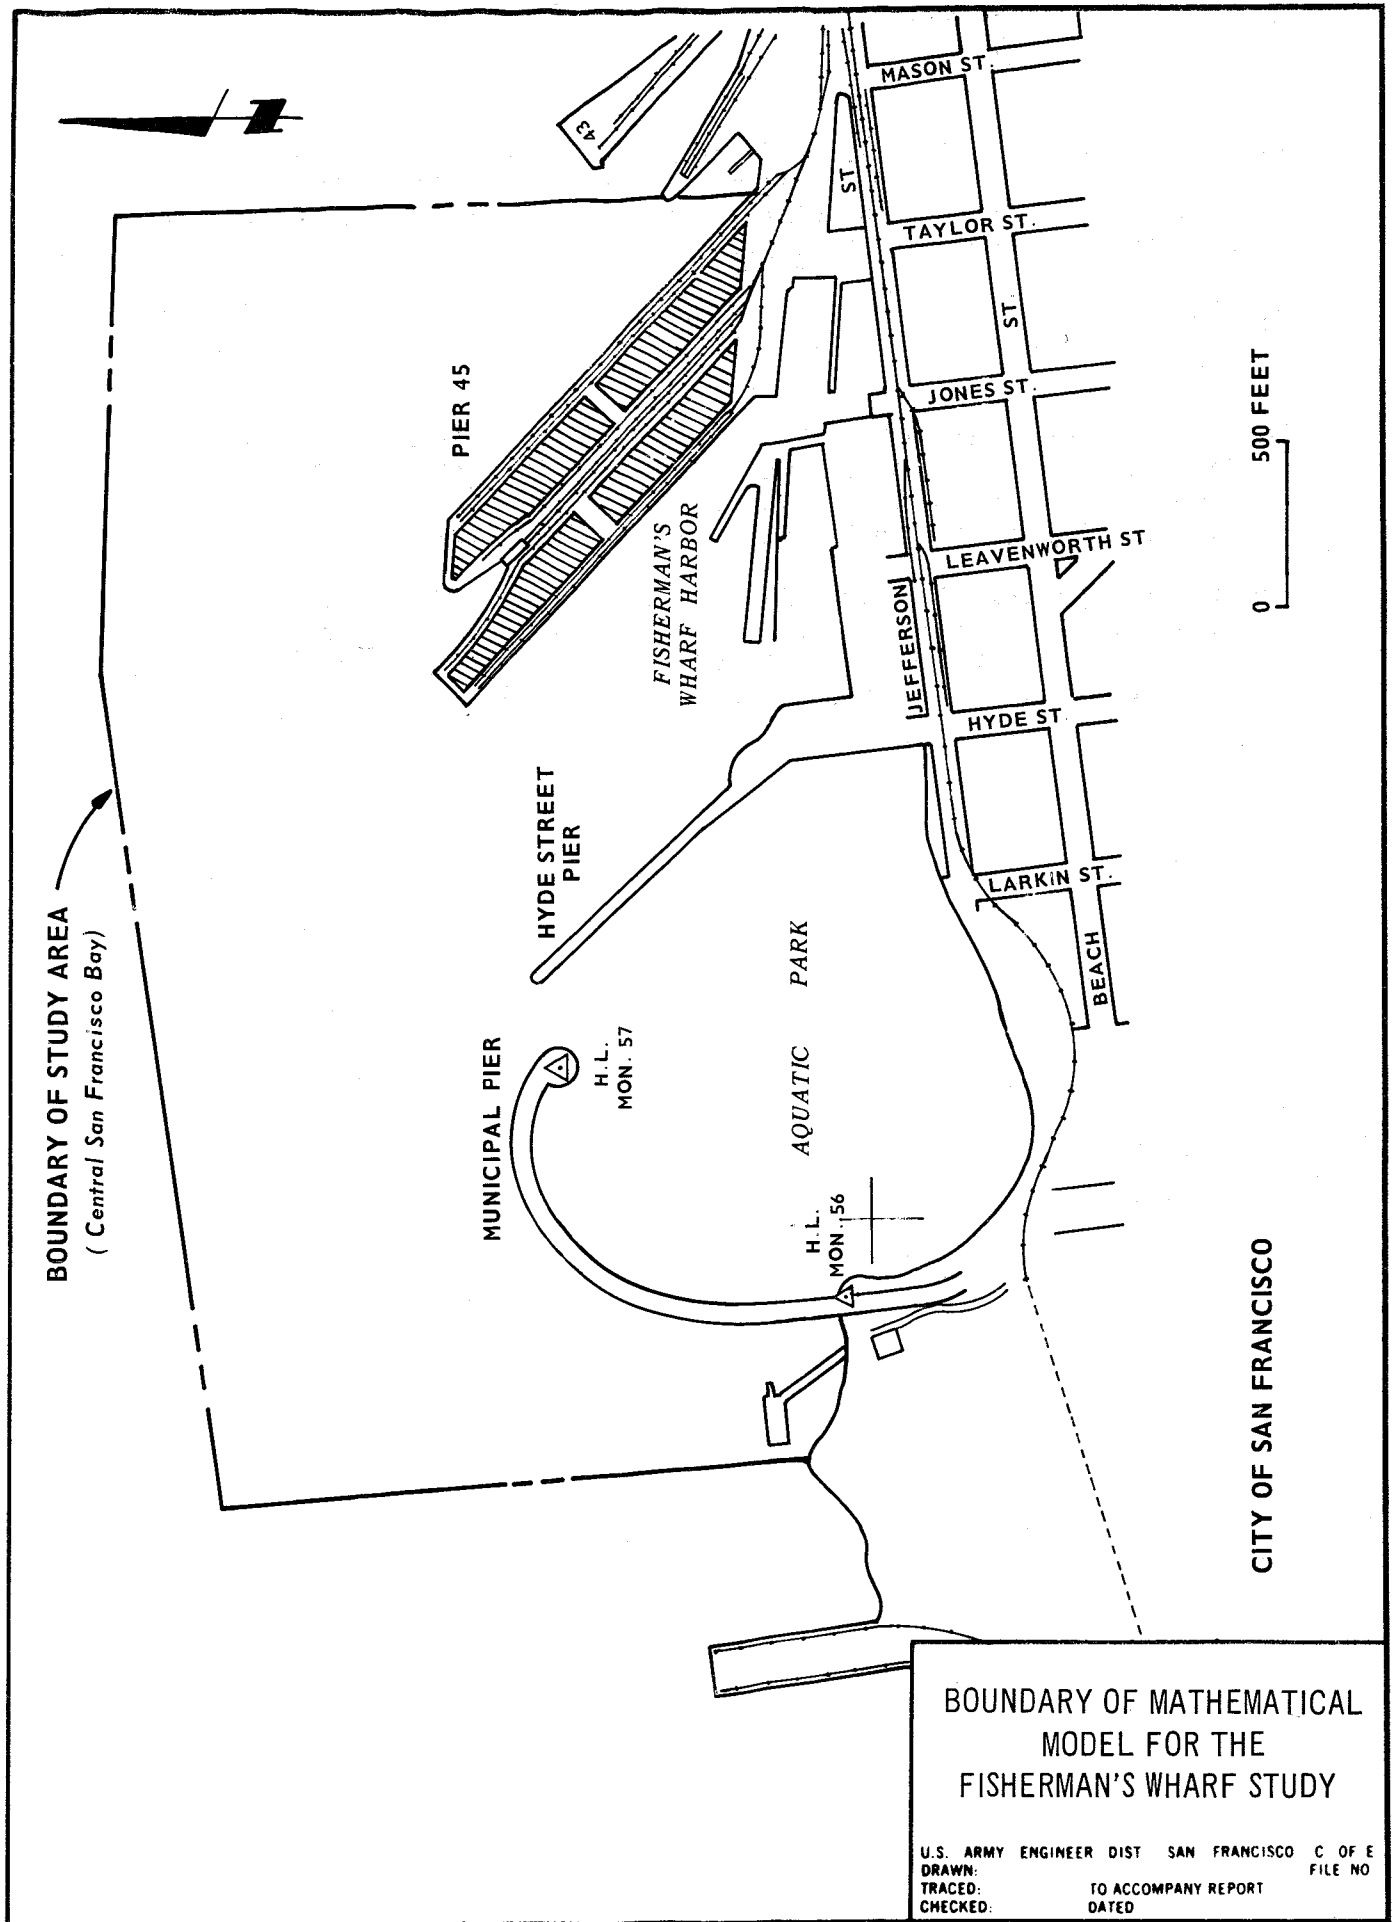 MASON ST.
43
N
ST
TAYLOR ST.
ST
PIER 45
JONES ST.
500 FEET
0
FISHERMAN'S
WHARF HARBOR
LEAVENWORTH ST
JEFFERSON
HYDE ST
HYDE STREET
PIER
LARKIN ST.
BEACH
BOUNDARY OF STUDY AREA
( Central San Francisco Bay)
MUNICIPAL PIER
H.L.
MON. 57
AQUATIC PARK
H.L.
MON. 56
CITY OF SAN FRANCISCO
BOUNDARY OF MATHEMATICAL
MODEL FOR THE
FISHERMAN'S WHARF STUDY
U.S. ARMY ENGINEER DIST SAN FRANCISCO C OF E
DRAWN: FILE NO
TRACED: TO ACCOMPANY REPORT
CHECKED: DATED